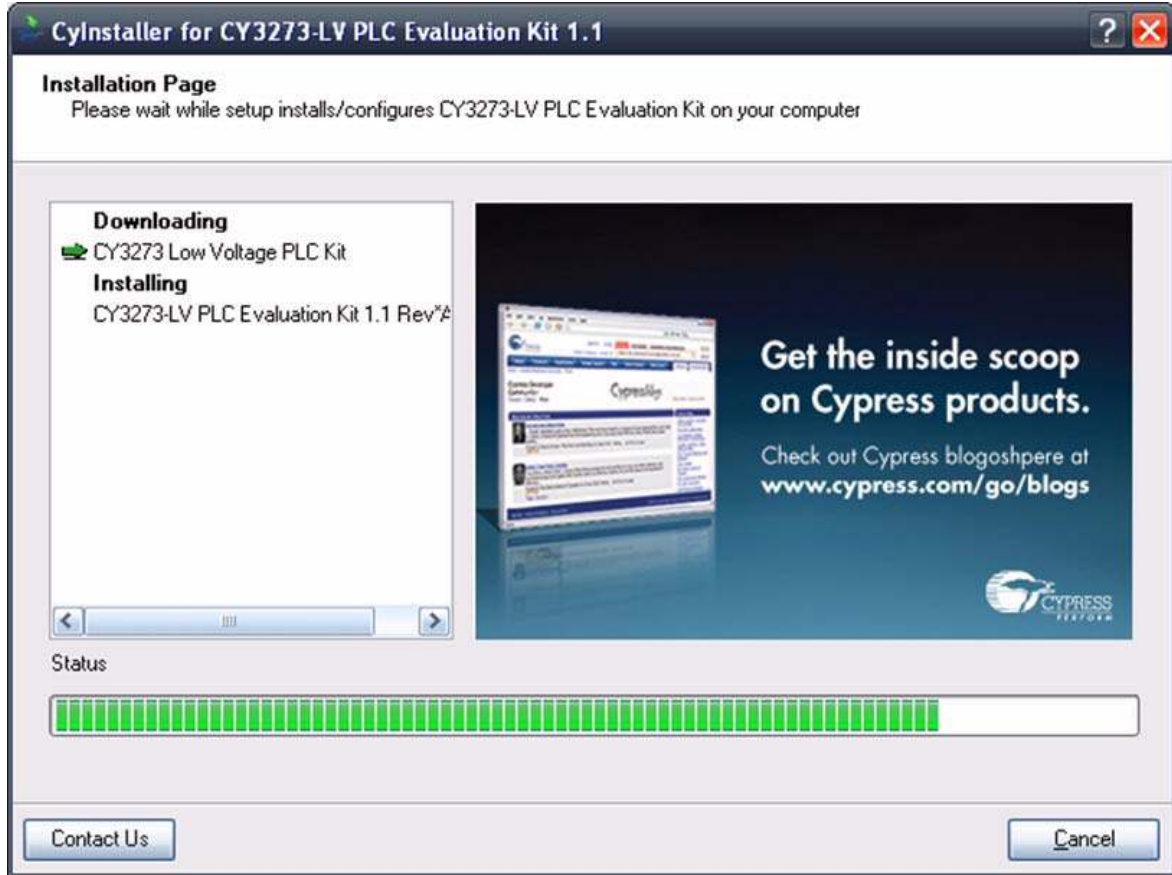 CyInstaller for CY3273-LV PLC Evaluation Kit 1.1
Installation Page
Please wait while setup installs/configures CY3273-LV PLC Evaluation Kit on your computer
Downloading
CY3273 Low Voltage PLC Kit
Installing
CY3273-LV PLC Evaluation Kit 1.1 Rev*A
Get the inside scoop
on Cypress products.
Check out Cypress blogoshpere at
www.cypress.com/go/blogs
CYPRESS
PERFORM
Status
Contact Us
Cancel